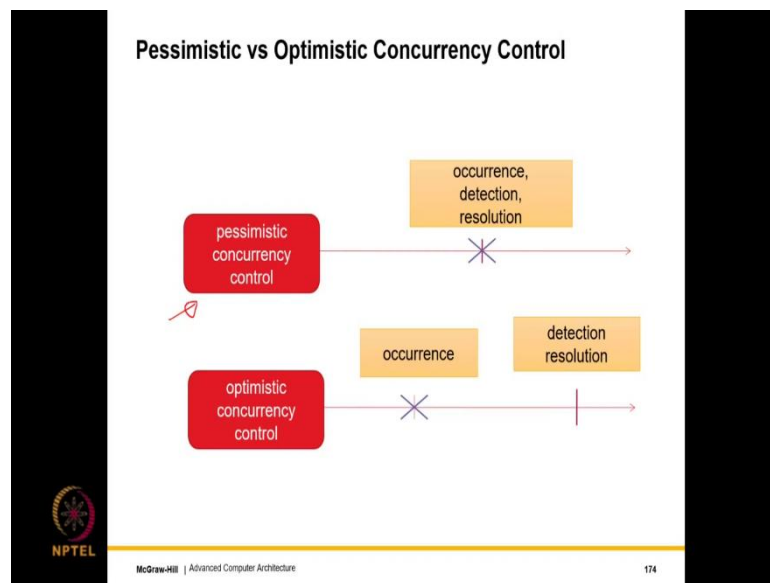 Pessimistic vs Optimistic Concurrency Control
occurrence,
detection,
resolution
pessimistic
concurrency
control
occurrence
detection
resolution
optimistic
concurrency
control
NPTEL
McGraw-Hill | Advanced Computer Architecture
174